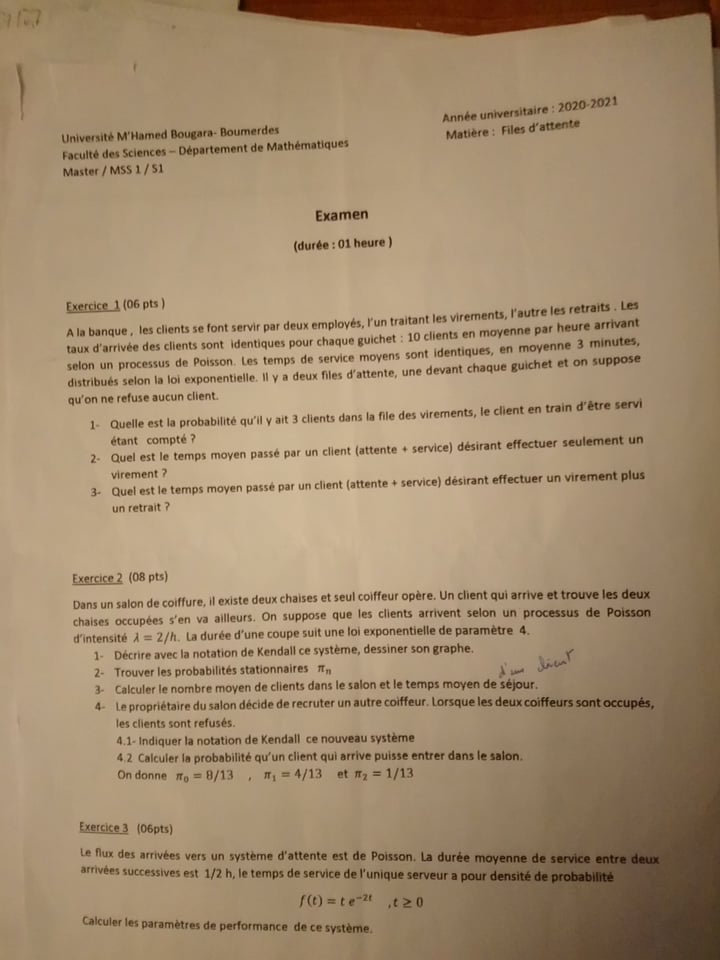 Université M'Hamed Bougara- Boumerdes
Faculté des Sciences – Département de Mathématiques
Master / MSS 1 / S1
Année universitaire : 2020-2021
Matière : Files d'attente
Examen
(durée : 01 heure )
Exercice 1 (06 pts )
A la banque , les clients se font servir par deux employés, l'un traitant les virements, l'autre les retraits . Les
taux d'arrivée des clients sont identiques pour chaque guichet : 10 clients en moyenne par heure arrivant
selon un processus de Poisson. Les temps de service moyens sont identiques, en moyenne 3 minutes,
distribués selon la loi exponentielle. Il y a deux files d'attente, une devant chaque guichet et on suppose
qu'on ne refuse aucun client.
1- Quelle est la probabilité qu'il y ait 3 clients dans la file des virements, le client en train d'être servi
étant compté ?
2- Quel est le temps moyen passé par un client (attente + service) désirant effectuer seulement un
virement ?
3- Quel est le temps moyen passé par un client (attente + service) désirant effectuer un virement plus
un retrait ?
Exercice 2 (08 pts)
Dans un salon de coiffure, il existe deux chaises et seul coiffeur opère. Un client qui arrive et trouve les deux
chaises occupées s'en va ailleurs. On suppose que les clients arrivent selon un processus de Poisson
d'intensité λ = 2/h. La durée d'une coupe suit une loi exponentielle de paramètre 4.
1- Décrire avec la notation de Kendall ce système, dessiner son graphe.
2- Trouver les probabilités stationnaires πn
d'un client
3- Calculer le nombre moyen de clients dans le salon et le temps moyen de séjour.
4- Le propriétaire du salon décide de recruter un autre coiffeur. Lorsque les deux coiffeurs sont occupés,
les clients sont refusés.
4.1- Indiquer la notation de Kendall ce nouveau système
4.2 Calculer la probabilité qu'un client qui arrive puisse entrer dans le salon.
On donne π₀ = 8/13 , π₁ = 4/13 et π₂ = 1/13
Exercice 3 (06pts)
Le flux des arrivées vers un système d'attente est de Poisson. La durée moyenne de service entre deux
arrivées successives est 1/2 h, le temps de service de l'unique serveur a pour densité de probabilité
f(t) = t e⁻²ᵗ , t ≥ 0
Calculer les paramètres de performance de ce système.